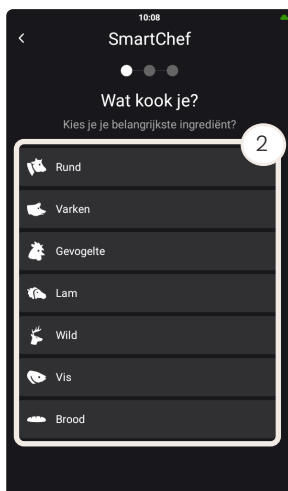 10:08
SmartChef
Wat kook je?
Kies je je belangrijkste ingrediënt?
2
Rund
Varken
Gevogelte
Lam
Wild
Vis
Brood